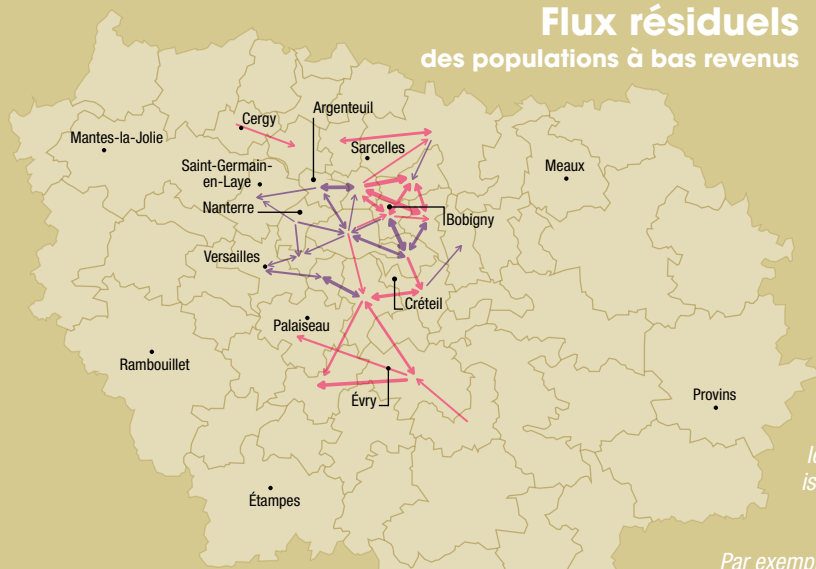 Flux résiduels
des populations à bas revenus
Argenteuil
Cergy
Mantes-la-Jolie
Sarcelles
Saint-Germain-
en-Laye
Meaux
Nanterre
Bobigny
Versailles
Créteil
Palaiseau
Rambouillet
Évry
Provins
Étampes
Par exemp